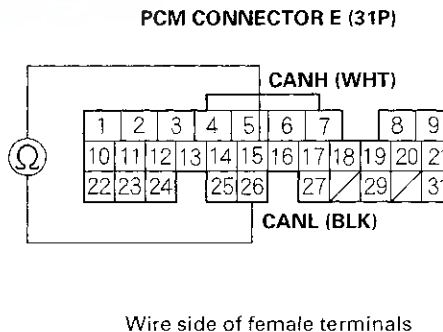 PCM CONNECTOR E (31P)
CANH (WHT)
1 2 3 4 5 6 7 8 9
Ω
10 11 12 13 14 15 16 17 18 19 20
22 23 24 25 26 27 29
CANL (BLK)
Wire side of female terminals